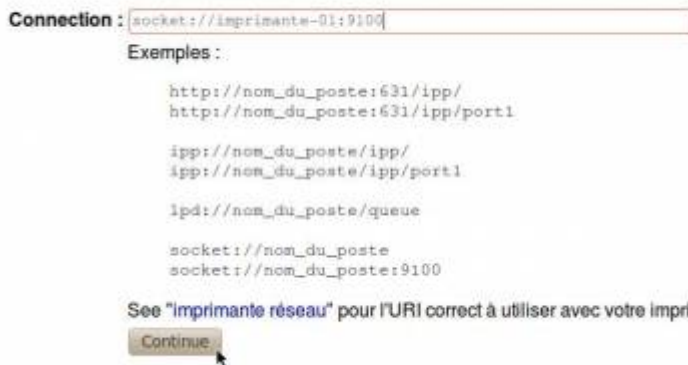 Connection : socket://imprimante-01:9100
Exemples :
http://nom_du_poste:631/ipp/
http://nom_du_poste:631/ipp/port1
ipp://nom_du_poste/ipp/
ipp://nom_du_poste/ipp/port1
lpd://nom_du_poste/queue
socket://nom_du_poste
socket://nom_du_poste:9100
See "imprimante réseau" pour l'URI correct à utiliser avec votre impri
Continue